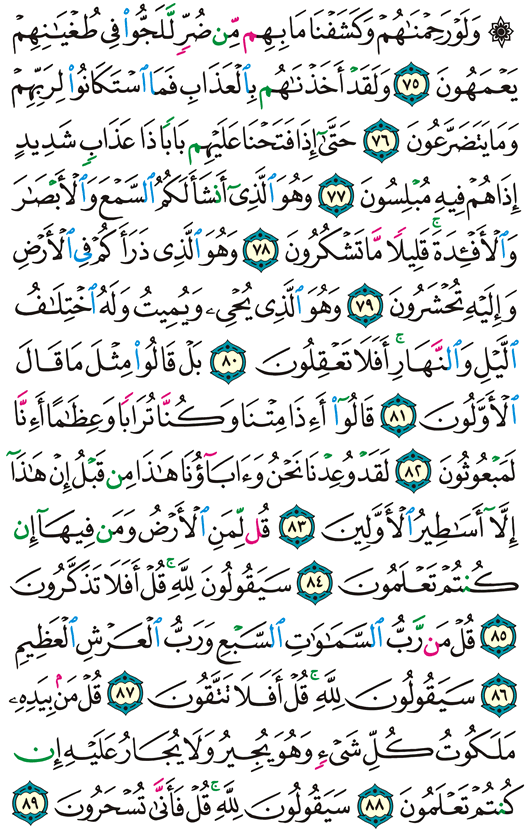 ۞ وَلَوْ رَحِمْنَٰهُمْ وَكَشَفْنَا مَا بِهِم مِّن ضُرٍّ لَّلَجُّوا۟ فِى طُغْيَٰنِهِمْ
يَعْمَهُونَ ٧٥ وَلَقَدْ أَخَذْنَٰهُم بِٱلْعَذَابِ فَمَا ٱسْتَكَانُوا۟ لِرَبِّهِمْ
وَمَا يَتَضَرَّعُونَ ٧٦ حَتَّىٰٓ إِذَا فَتَحْنَا عَلَيْهِم بَابًا ذَا عَذَابٍ شَدِيدٍ
إِذَا هُمْ فِيهِ مُبْلِسُونَ ٧٧ وَهُوَ ٱلَّذِىٓ أَنشَأَ لَكُمُ ٱلسَّمْعَ وَٱلْأَبْصَٰرَ
وَٱلْأَفْـِٔدَةَ ۚ قَلِيلًا مَّا تَشْكُرُونَ ٧٨ وَهُوَ ٱلَّذِى ذَرَأَكُمْ فِى ٱلْأَرْضِ
وَإِلَيْهِ تُحْشَرُونَ ٧٩ وَهُوَ ٱلَّذِى يُحْىِۦ وَيُمِيتُ وَلَهُ ٱخْتِلَٰفُ
ٱلَّيْلِ وَٱلنَّهَارِ ۚ أَفَلَا تَعْقِلُونَ ٨٠ بَلْ قَالُوا۟ مِثْلَ مَا قَالَ
ٱلْأَوَّلُونَ ٨١ قَالُوٓا۟ أَءِذَا مِتْنَا وَكُنَّا تُرَابًا وَعِظَٰمًا أَءِنَّا
لَمَبْعُوثُونَ ٨٢ لَقَدْ وُعِدْنَا نَحْنُ وَءَابَآؤُنَا هَٰذَا مِن قَبْلُ إِنْ هَٰذَآ
إِلَّآ أَسَٰطِيرُ ٱلْأَوَّلِينَ ٨٣ قُل لِّمَنِ ٱلْأَرْضُ وَمَن فِيهَآ إِن
كُنتُمْ تَعْلَمُونَ ٨٤ سَيَقُولُونَ لِلَّهِ ۚ قُلْ أَفَلَا تَذَكَّرُونَ
٨٥ قُلْ مَن رَّبُّ ٱلسَّمَٰوَٰتِ ٱلسَّبْعِ وَرَبُّ ٱلْعَرْشِ ٱلْعَظِيمِ
٨٦ سَيَقُولُونَ لِلَّهِ ۚ قُلْ أَفَلَا تَتَّقُونَ ٨٧ قُلْ مَنۢ بِيَدِهِۦ
مَلَكُوتُ كُلِّ شَىْءٍ وَهُوَ يُجِيرُ وَلَا يُجَارُ عَلَيْهِ إِن
كُنتُمْ تَعْلَمُونَ ٨٨ سَيَقُولُونَ لِلَّهِ ۚ قُلْ فَأَنَّىٰ تُسْحَرُونَ ٨٩